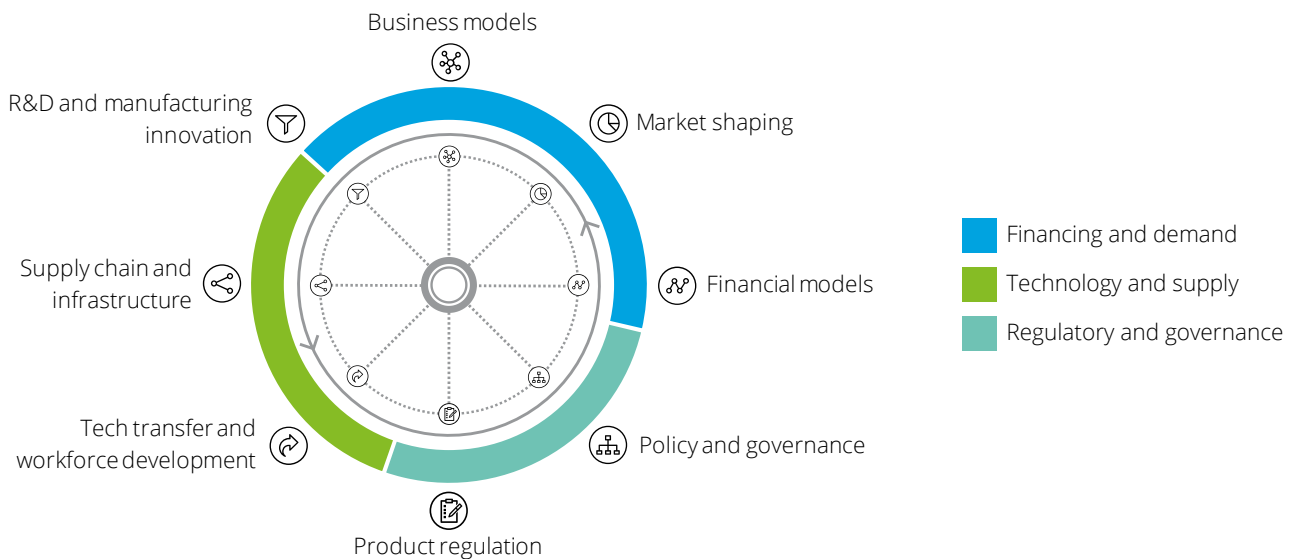 Business models
R&D and manufacturing
innovation
Market shaping
Supply chain and
infrastructure
Financial models
Tech transfer and
workforce development
Policy and governance
Product regulation
Financing and demand
Technology and supply
Regulatory and governance